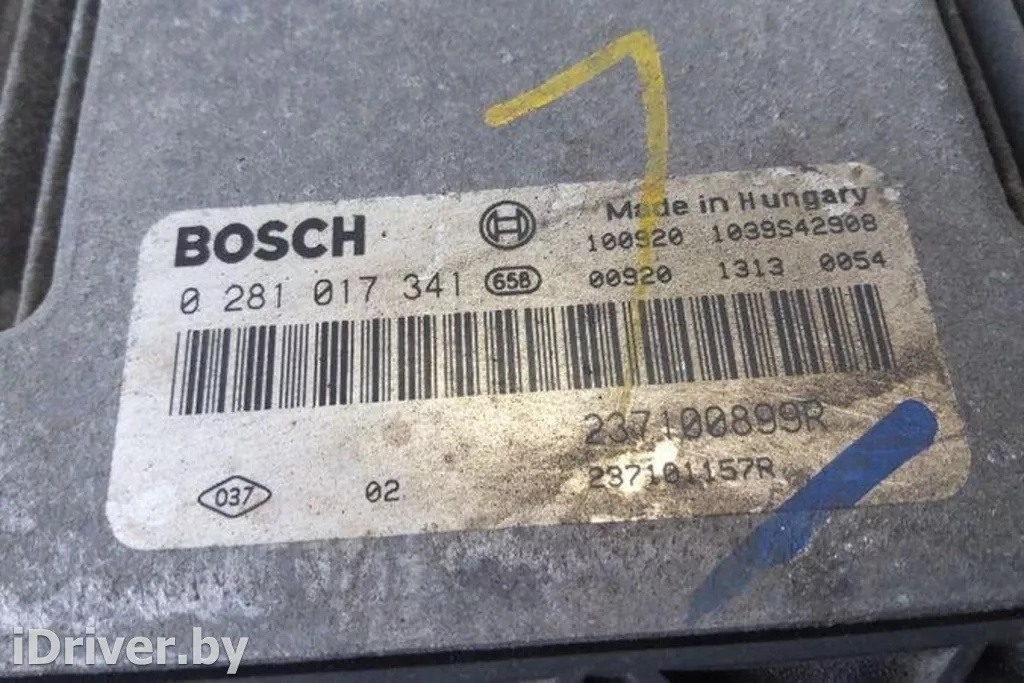 1
BOSCH
Made in Hungary
100920 1039S42908
0 281 017 341 658 00920 1313 0054
237100899R
237101157R
037 02
iDriver.by